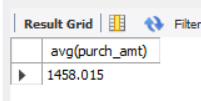 Result Grid Filter
avg(purch_amt)
1458.015